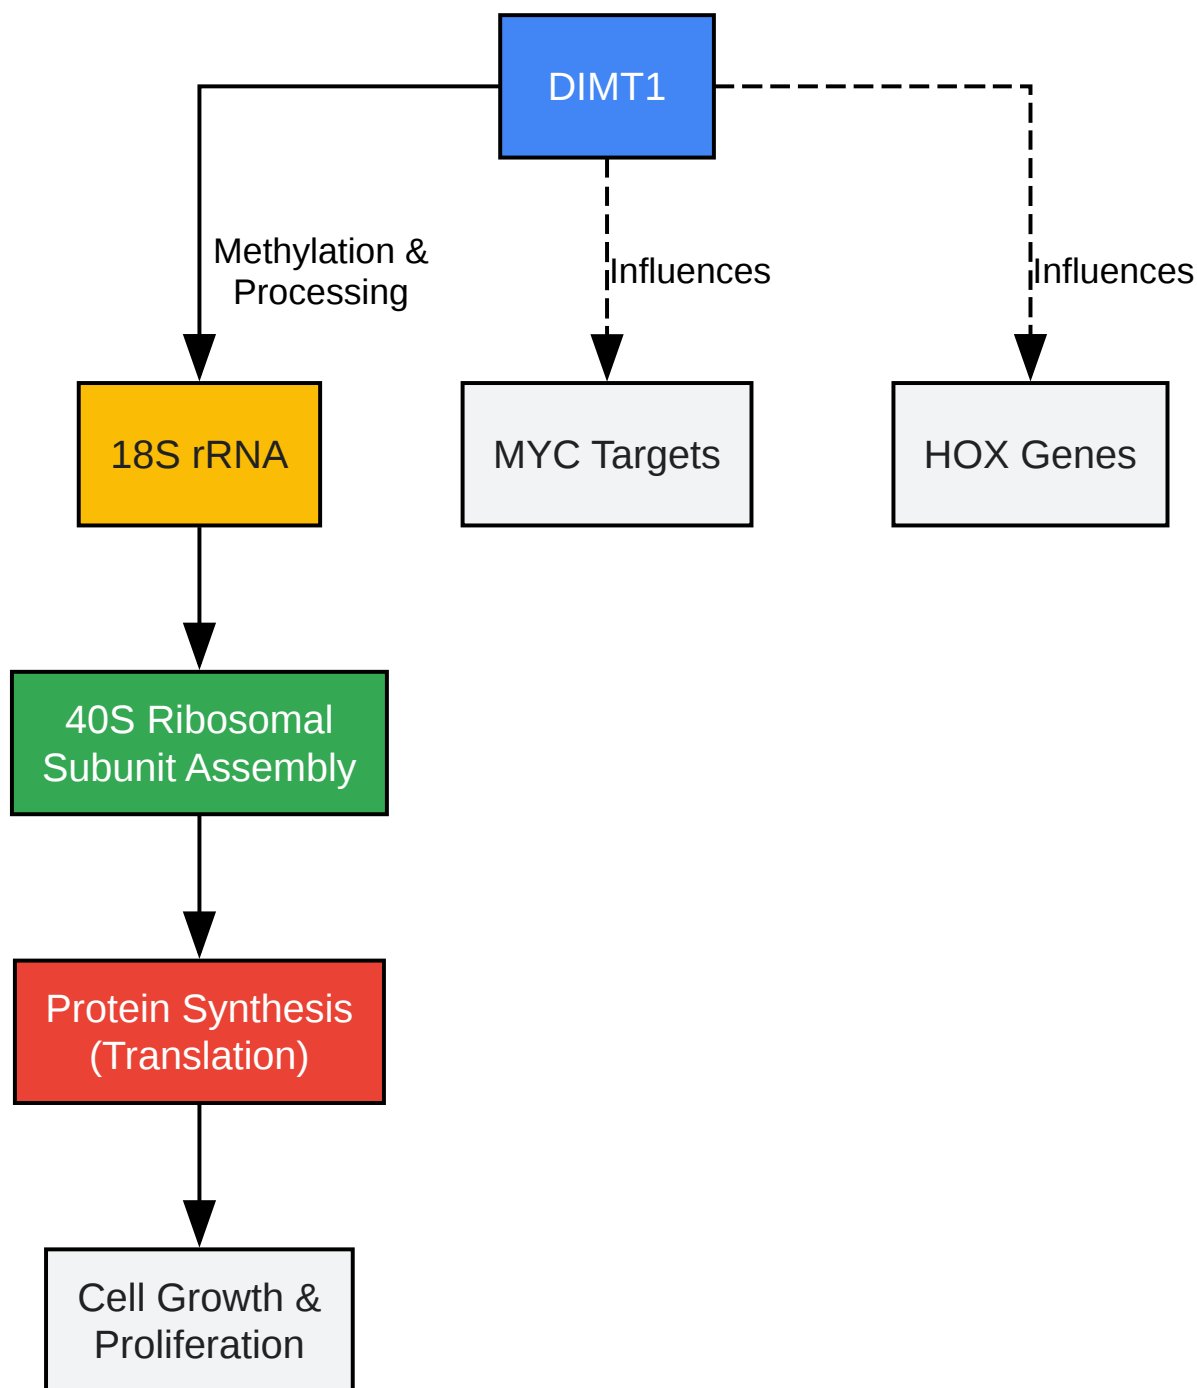 DIMT1
Methylation &
Processing
Influences
Influences
18S rRNA
MYC Targets
HOX Genes
40S Ribosomal
Subunit Assembly
Protein Synthesis
(Translation)
Cell Growth &
Proliferation